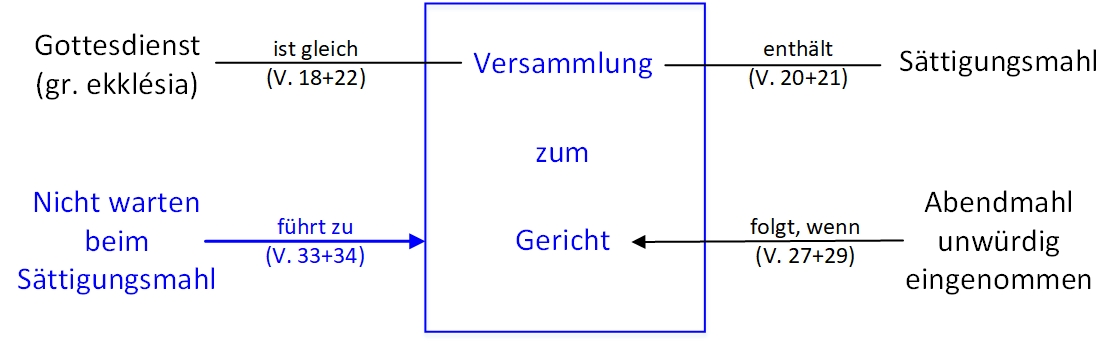 Gottesdienst
(gr. ekklésia)
ist gleich
(V. 18+22)
Versammlung
enthält
(V. 20+21)
Sättigungsmahl
zum
Nicht warten
beim
Sättigungsmahl
führt zu
(V. 33+34)
Gericht
folgt, wenn
(V. 27+29)
Abendmahl
unwürdig
eingenommen